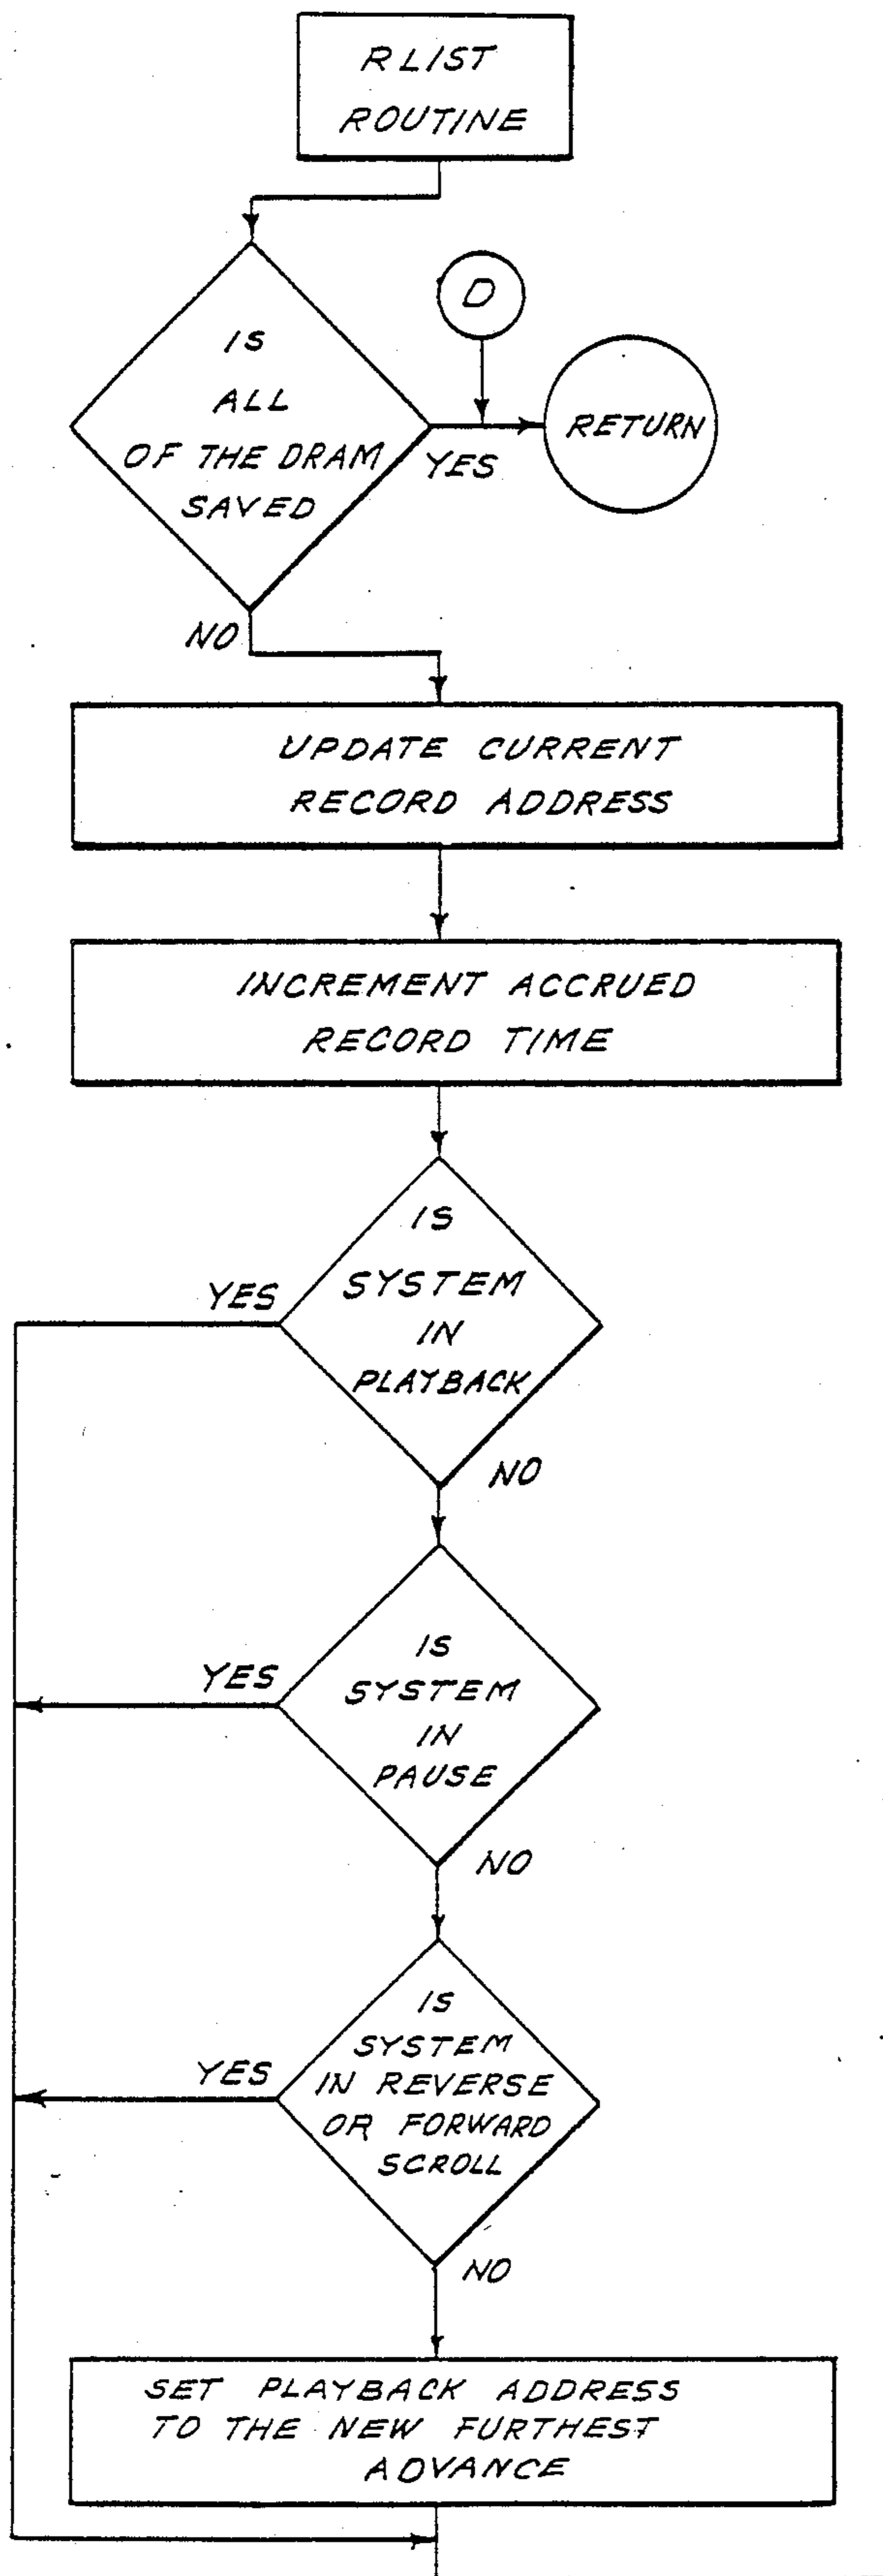 RLIST
ROUTINE
IS
ALL
OF THE DRAM
SAVED
D
RETURN
YES
NO
UPDATE CURRENT
RECORD ADDRESS
INCREMENT ACCRUED
RECORD TIME
IS
SYSTEM
IN
PLAYBACK
YES
NO
IS
SYSTEM
IN
PAUSE
YES
NO
IS
SYSTEM
IN REVERSE
OR FORWARD
SCROLL
YES
NO
SET PLAYBACK ADDRESS
TO THE NEW FURTHEST
ADVANCE